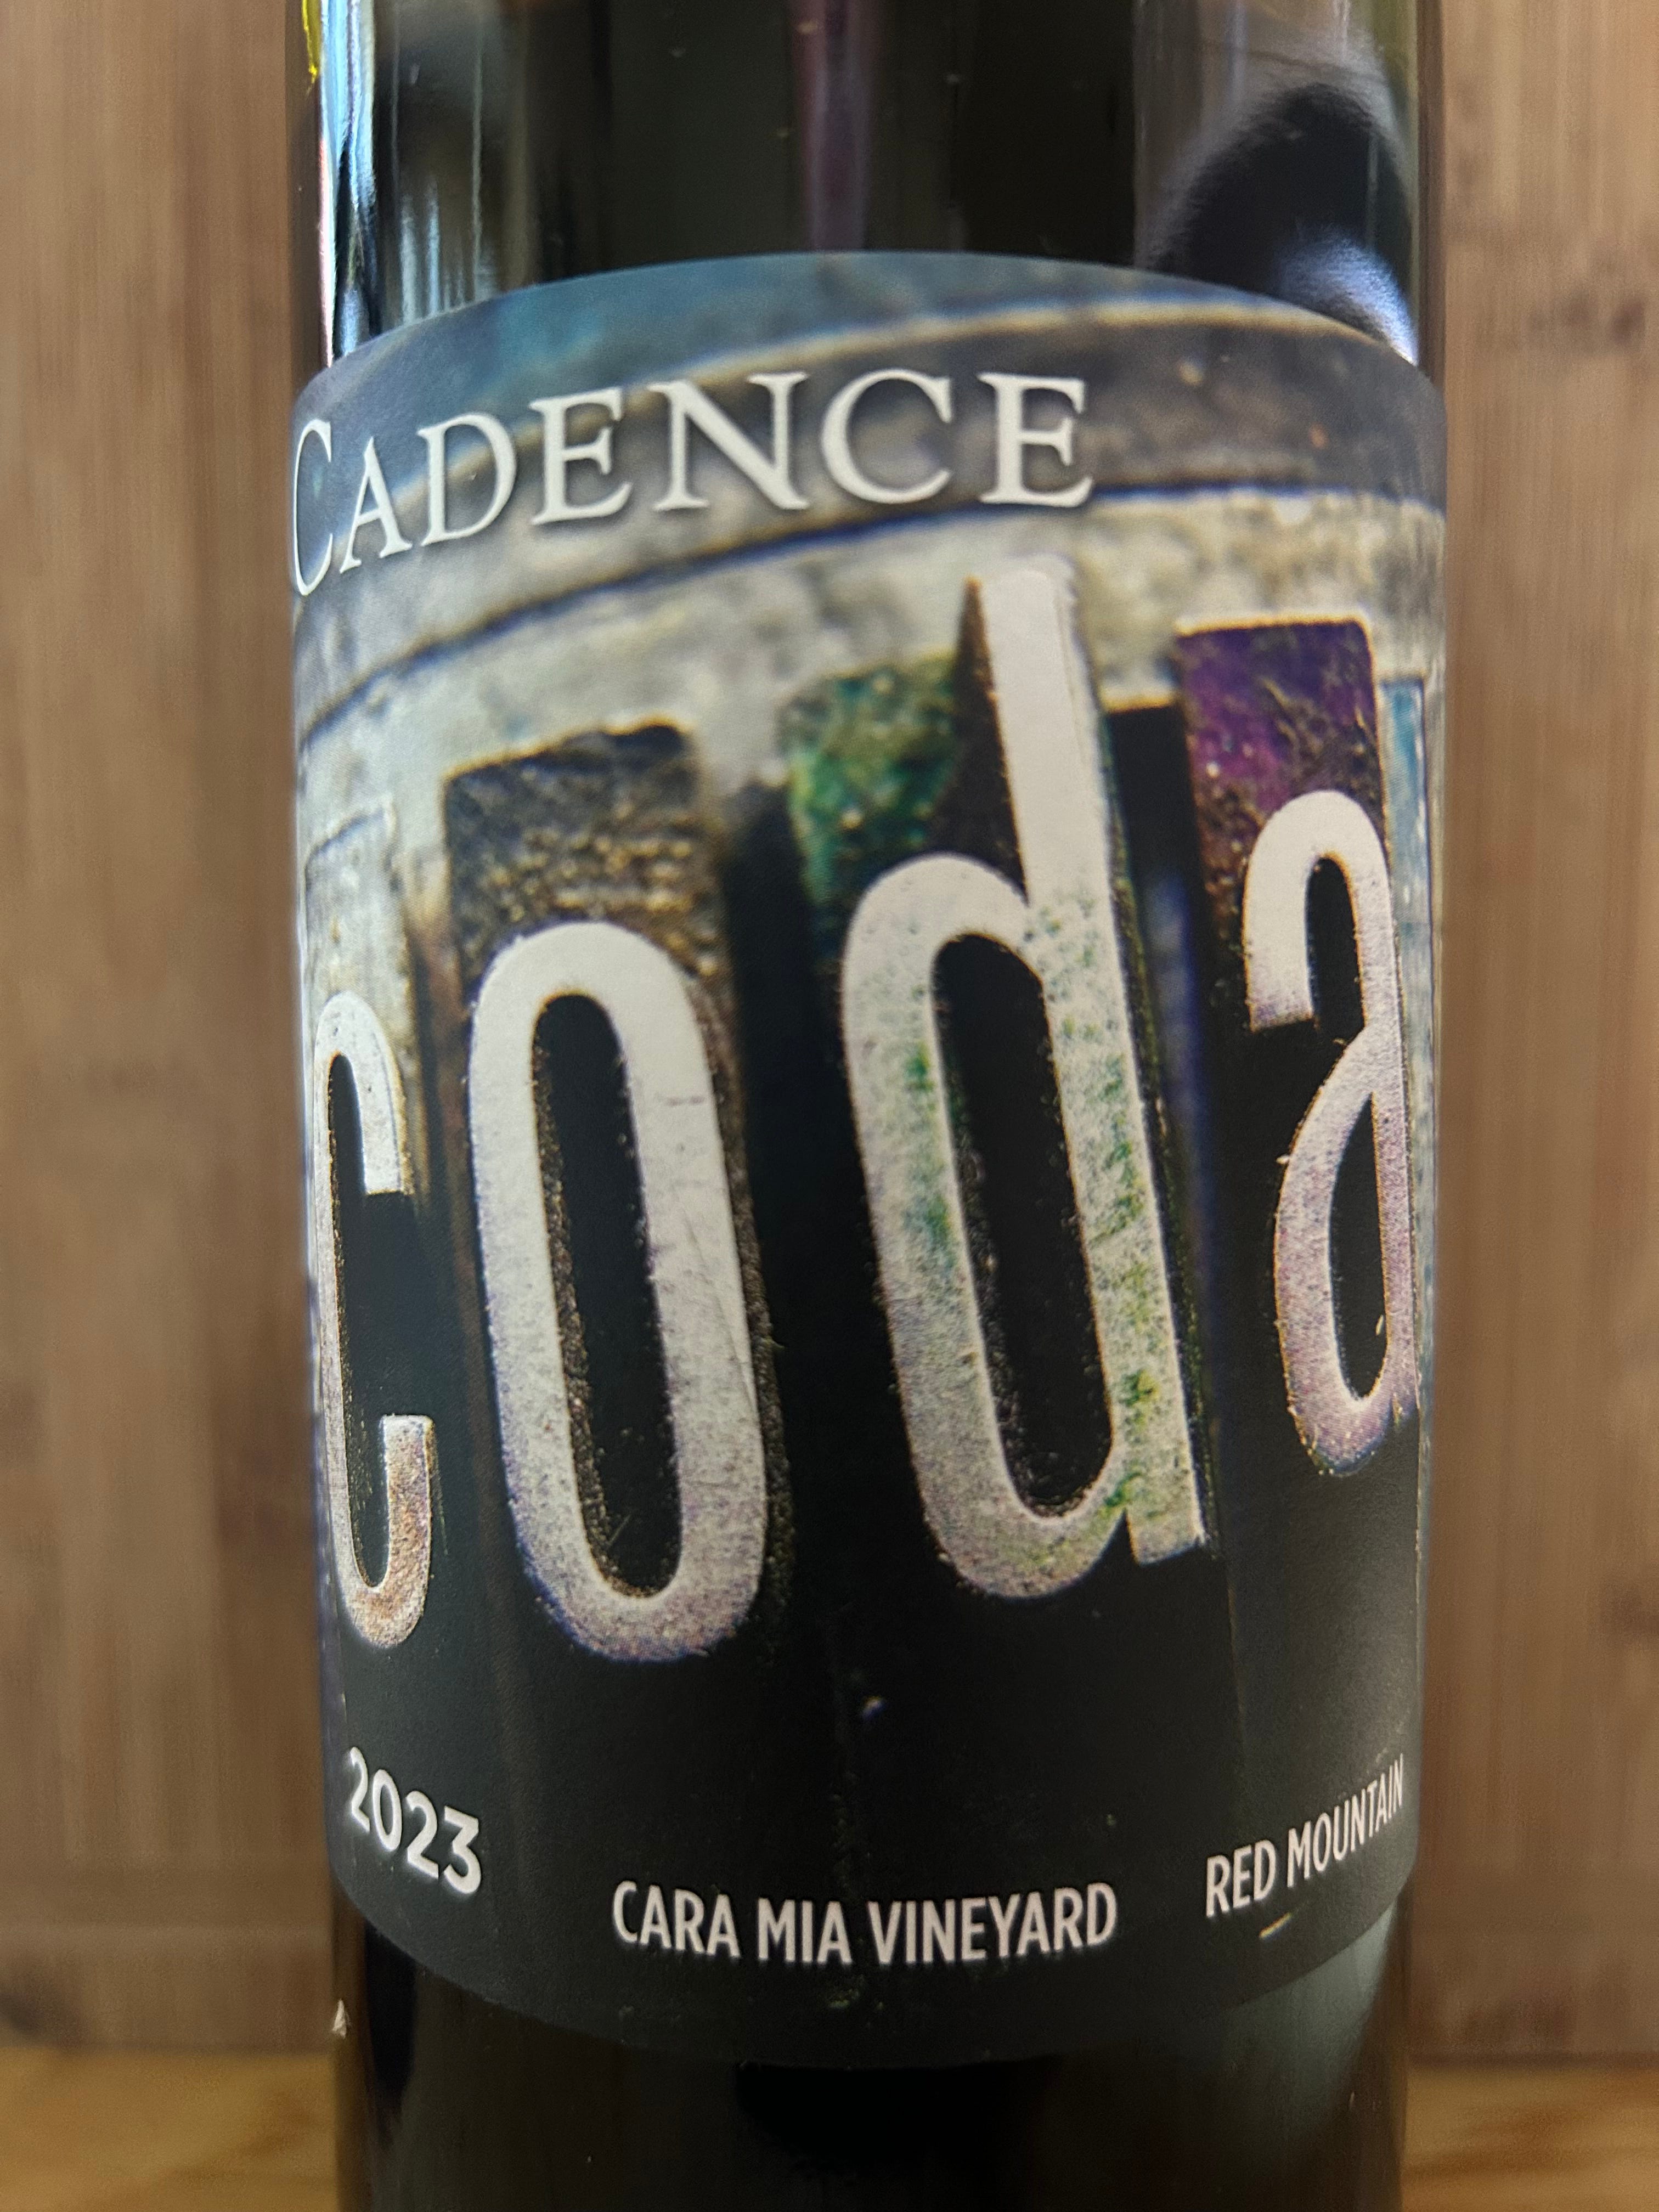 CADENCE
coda
2023
CARA MIA VINEYARD
RED MOUNTAIN